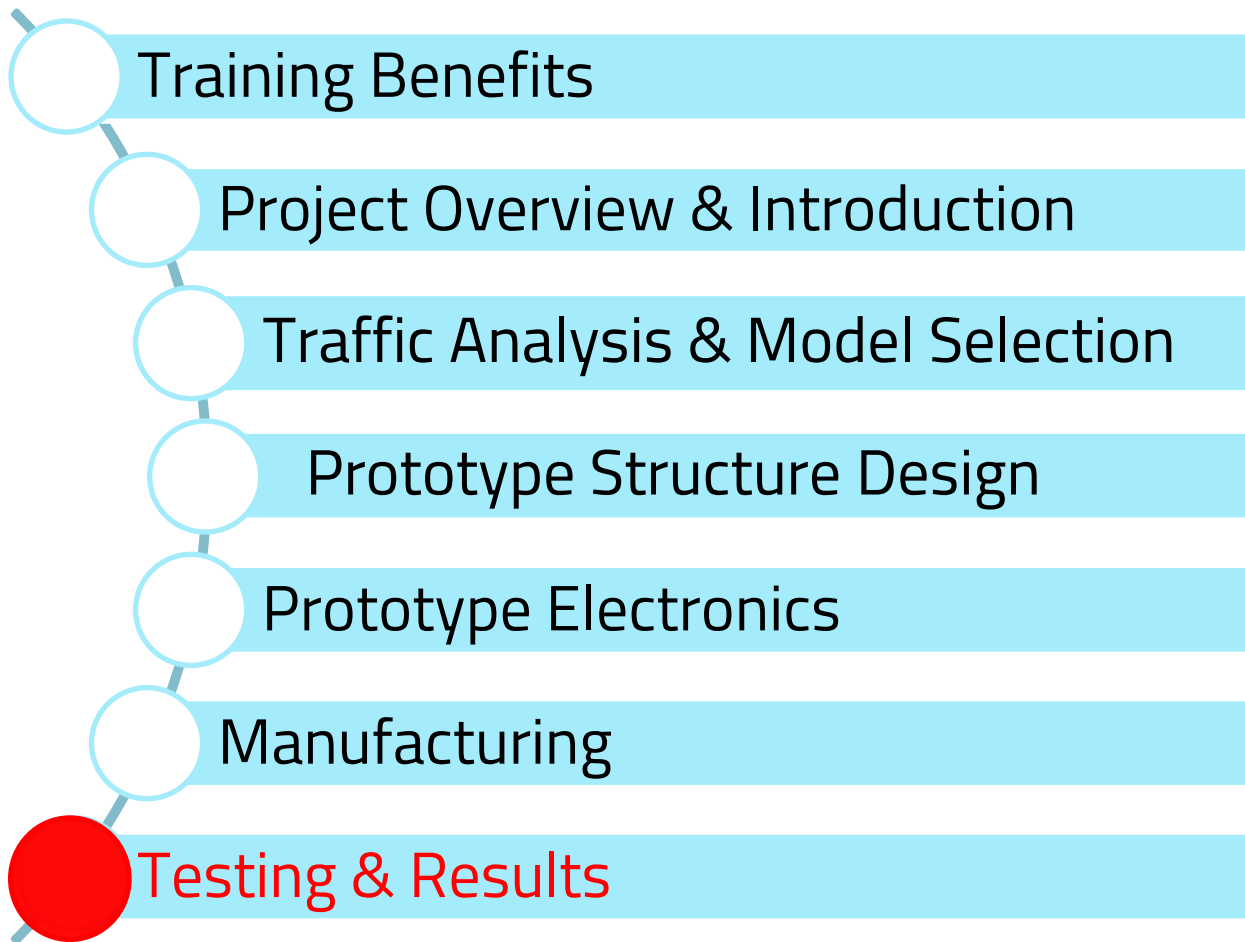 Training Benefits
Project Overview & Introduction
Traffic Analysis & Model Selection
Prototype Structure Design
Prototype Electronics
Manufacturing
Testing & Results